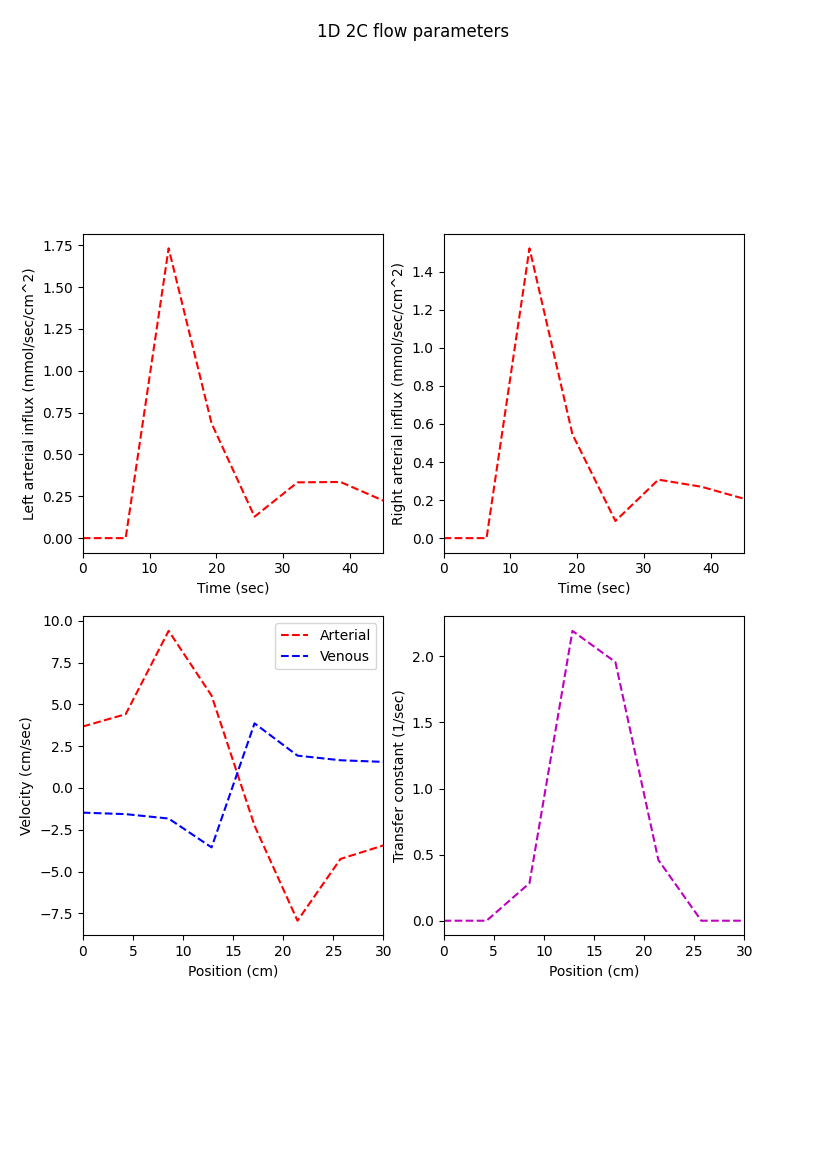 1D 2C flow parameters
Left arterial influx (mmol/sec/cm^2)
1.75
1.50
1.25
1.00
0.75
0.50
0.25
0.00
0 10 20 30 40
Time (sec)
Right arterial influx (mmol/sec/cm^2)
1.4
1.2
1.0
0.8
0.6
0.4
0.2
0.0
0 10 20 30 40
Time (sec)
Velocity (cm/sec)
10.0
7.5
5.0
2.5
0.0
−2.5
−5.0
−7.5
Arterial
Venous
0 5 10 15 20 25 30
Position (cm)
Transfer constant (1/sec)
2.0
1.5
1.0
0.5
0.0
0 5 10 15 20 25 30
Position (cm)